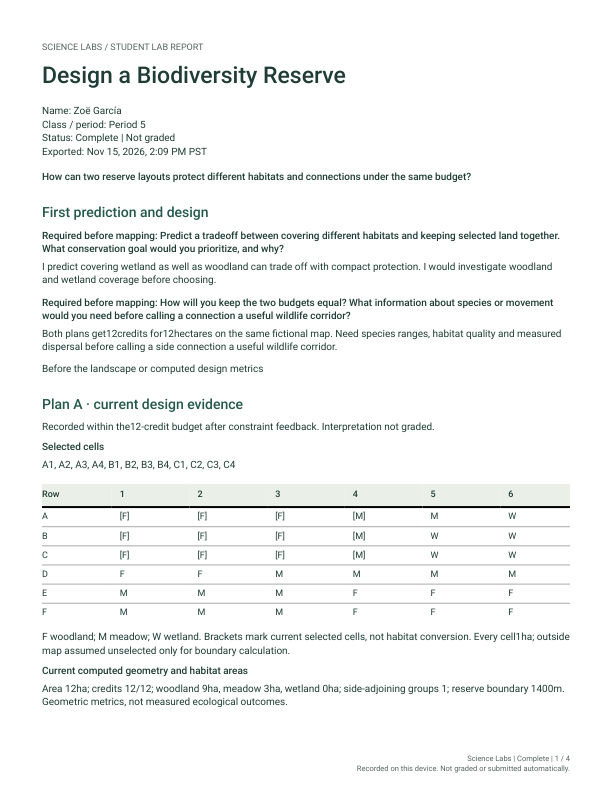 SCIENCE LABS / STUDENT LAB REPORT
Design a Biodiversity Reserve
Name: Zoë García
Class / period: Period 5
Status: Complete | Not graded
Exported: Nov 15, 2026, 2:09 PM PST
How can two reserve layouts protect different habitats and connections under the same budget?
First prediction and design
Required before mapping: Predict a tradeoff between covering different habitats and keeping selected land together.
What conservation goal would you prioritize, and why?
I predict covering wetland as well as woodland can trade off with compact protection. I would investigate woodland
and wetland coverage before choosing.
Required before mapping: How will you keep the two budgets equal? What information about species or movement
would you need before calling a connection a useful wildlife corridor?
Both plans get12credits for12hectares on the same fictional map. Need species ranges, habitat quality and measured
dispersal before calling a side connection a useful wildlife corridor.
Before the landscape or computed design metrics
Plan A · current design evidence
Recorded within the12-credit budget after constraint feedback. Interpretation not graded.
Selected cells
A1, A2, A3, A4, B1, B2, B3, B4, C1, C2, C3, C4
Row 1 2 3 4 5 6
A [F] [F] [F] [M] M W
B [F] [F] [F] [M] W W
C [F] [F] [F] [M] W W
D F F M M M M
E M M M F F F
F M M M F F F
F woodland; M meadow; W wetland. Brackets mark current selected cells, not habitat conversion. Every cell1ha; outside
map assumed unselected only for boundary calculation.
Current computed geometry and habitat areas
Area 12ha; credits 12/12; woodland 9ha, meadow 3ha, wetland 0ha; side-adjoining groups 1; reserve boundary 1400m.
Geometric metrics, not measured ecological outcomes.
Science Labs | Complete | 1 / 4
Recorded on this device. Not graded or submitted automatically.